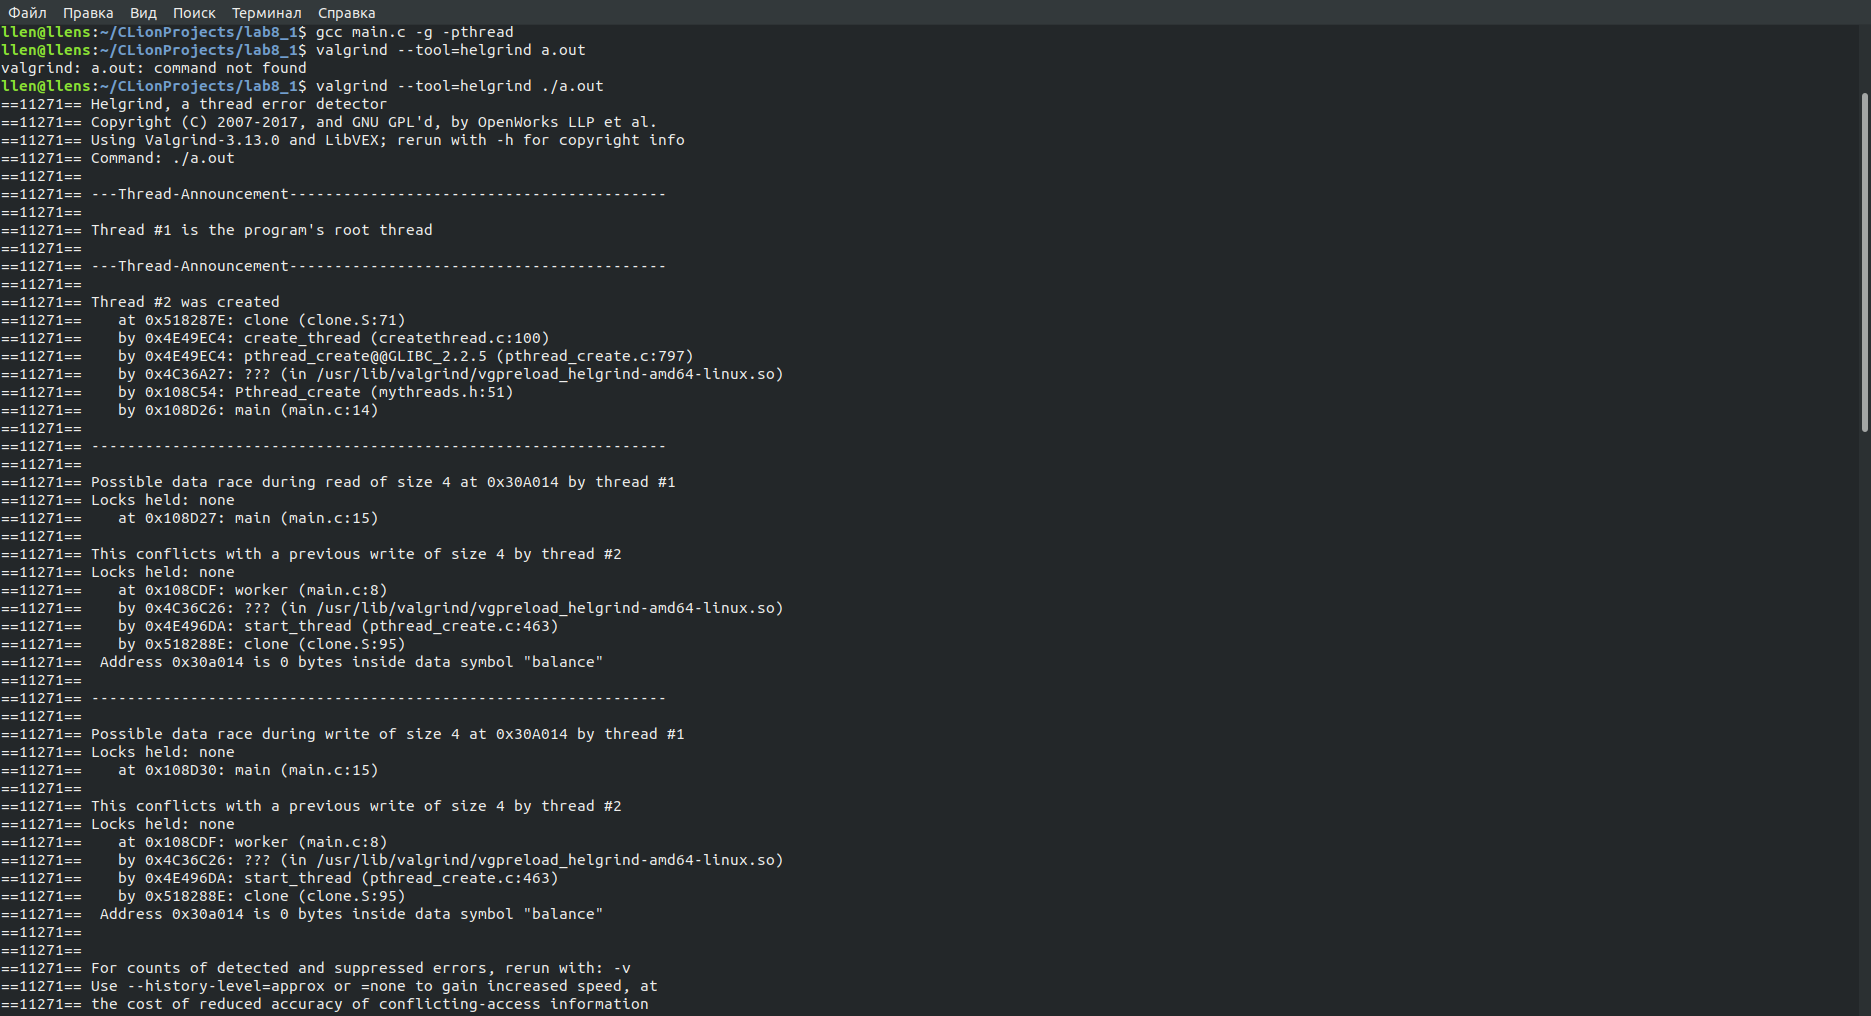 Файл Правка Вид Поиск Терминал Справка
llen@llens:~/CLionProjects/lab8_1$ gcc main.c -g -pthread
llen@llens:~/CLionProjects/lab8_1$ valgrind --tool=helgrind a.out
valgrind: a.out: command not found
llen@llens:~/CLionProjects/lab8_1$ valgrind --tool=helgrind ./a.out
==11271== Helgrind, a thread error detector
==11271== Copyright (C) 2007-2017, and GNU GPL'd, by OpenWorks LLP et al.
==11271== Using Valgrind-3.13.0 and LibVEX; rerun with -h for copyright info
==11271== Command: ./a.out
==11271==
==11271== ---Thread-Announcement------------------------------------------
==11271==
==11271== Thread #1 is the program's root thread
==11271==
==11271== ---Thread-Announcement------------------------------------------
==11271==
==11271== Thread #2 was created
==11271==    at 0x518287E: clone (clone.S:71)
==11271==    by 0x4E49EC4: create_thread (createthread.c:100)
==11271==    by 0x4E49EC4: pthread_create@@GLIBC_2.2.5 (pthread_create.c:797)
==11271==    by 0x4C36A27: ??? (in /usr/lib/valgrind/vgpreload_helgrind-amd64-linux.so)
==11271==    by 0x108C54: Pthread_create (mythreads.h:51)
==11271==    by 0x108D26: main (main.c:14)
==11271==
==11271== ----------------------------------------------------------------
==11271==
==11271== Possible data race during read of size 4 at 0x30A014 by thread #1
==11271== Locks held: none
==11271==    at 0x108D27: main (main.c:15)
==11271==
==11271== This conflicts with a previous write of size 4 by thread #2
==11271== Locks held: none
==11271==    at 0x108CDF: worker (main.c:8)
==11271==    by 0x4C36C26: ??? (in /usr/lib/valgrind/vgpreload_helgrind-amd64-linux.so)
==11271==    by 0x4E496DA: start_thread (pthread_create.c:463)
==11271==    by 0x518288E: clone (clone.S:95)
==11271==  Address 0x30a014 is 0 bytes inside data symbol "balance"
==11271==
==11271== ----------------------------------------------------------------
==11271==
==11271== Possible data race during write of size 4 at 0x30A014 by thread #1
==11271== Locks held: none
==11271==    at 0x108D30: main (main.c:15)
==11271==
==11271== This conflicts with a previous write of size 4 by thread #2
==11271== Locks held: none
==11271==    at 0x108CDF: worker (main.c:8)
==11271==    by 0x4C36C26: ??? (in /usr/lib/valgrind/vgpreload_helgrind-amd64-linux.so)
==11271==    by 0x4E496DA: start_thread (pthread_create.c:463)
==11271==    by 0x518288E: clone (clone.S:95)
==11271==  Address 0x30a014 is 0 bytes inside data symbol "balance"
==11271==
==11271==
==11271== For counts of detected and suppressed errors, rerun with: -v
==11271== Use --history-level=approx or =none to gain increased speed, at
==11271== the cost of reduced accuracy of conflicting-access information